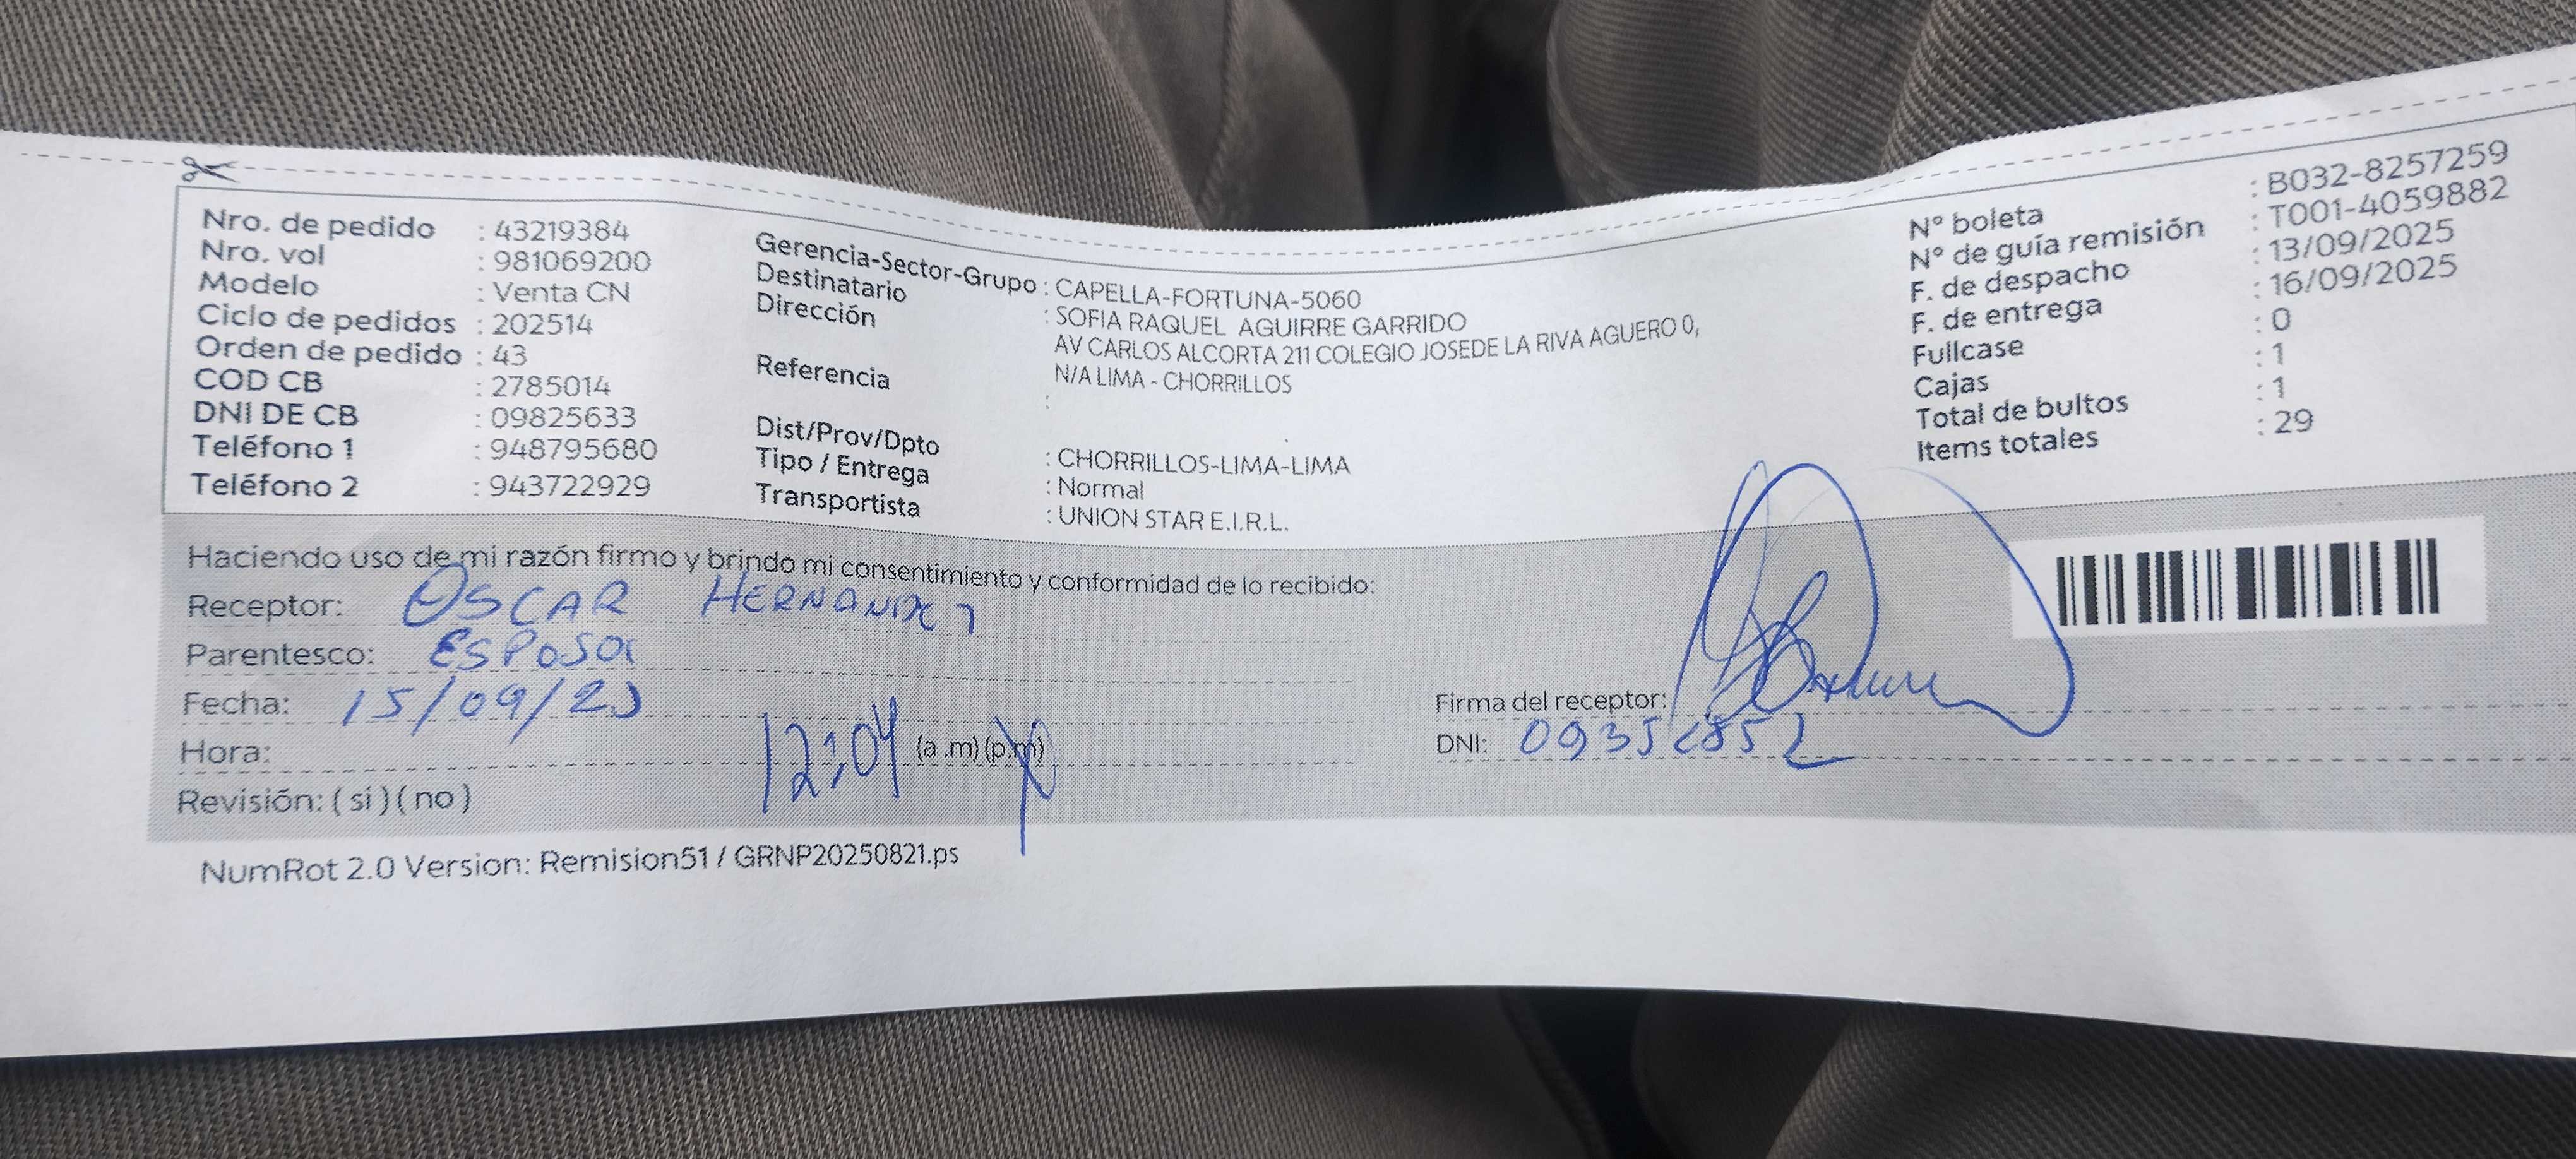 Nro. de pedido : 43219384
Nro. vol : 981069200
Modelo : Venta CN
Ciclo de pedidos : 202514
Orden de pedido : 43
COD CB : 2785014
DNI DE CB : 09825633
Teléfono 1 : 948795680
Teléfono 2 : 943722929
Gerencia-Sector-Grupo : CAPELLA-FORTUNA-5060
Destinatario : SOFIA RAQUEL AGUIRRE GARRIDO
Dirección AV CARLOS ALCORTA 211 COLEGIO JOSEDE LA RIVA AGUERO 0,
N/A LIMA - CHORRILLOS
Referencia :
Dist/Prov/Dpto : CHORRILLOS-LIMA-LIMA
Tipo / Entrega : Normal
Transportista : UNION STAR E.I.R.L.
N° boleta : B032-8257259
N° de guía remisión : T001-4059882
F. de despacho : 13/09/2025
F. de entrega : 16/09/2025
Fullcase : 0
Cajas : 1
Total de bultos : 1
Items totales : 29
Haciendo uso de mi razón firmo y brindo mi consentimiento y conformidad de lo recibido:
Receptor: OSCAR
Parentesco: ESPOSO
Fecha: 15/09/25
Hora: 12:04 (a .m) (p.m)
Revisión: ( si ) ( no )
Firma del receptor:
DNI:
NumRot 2.0 Version: Remision51 / GRNP20250821.ps